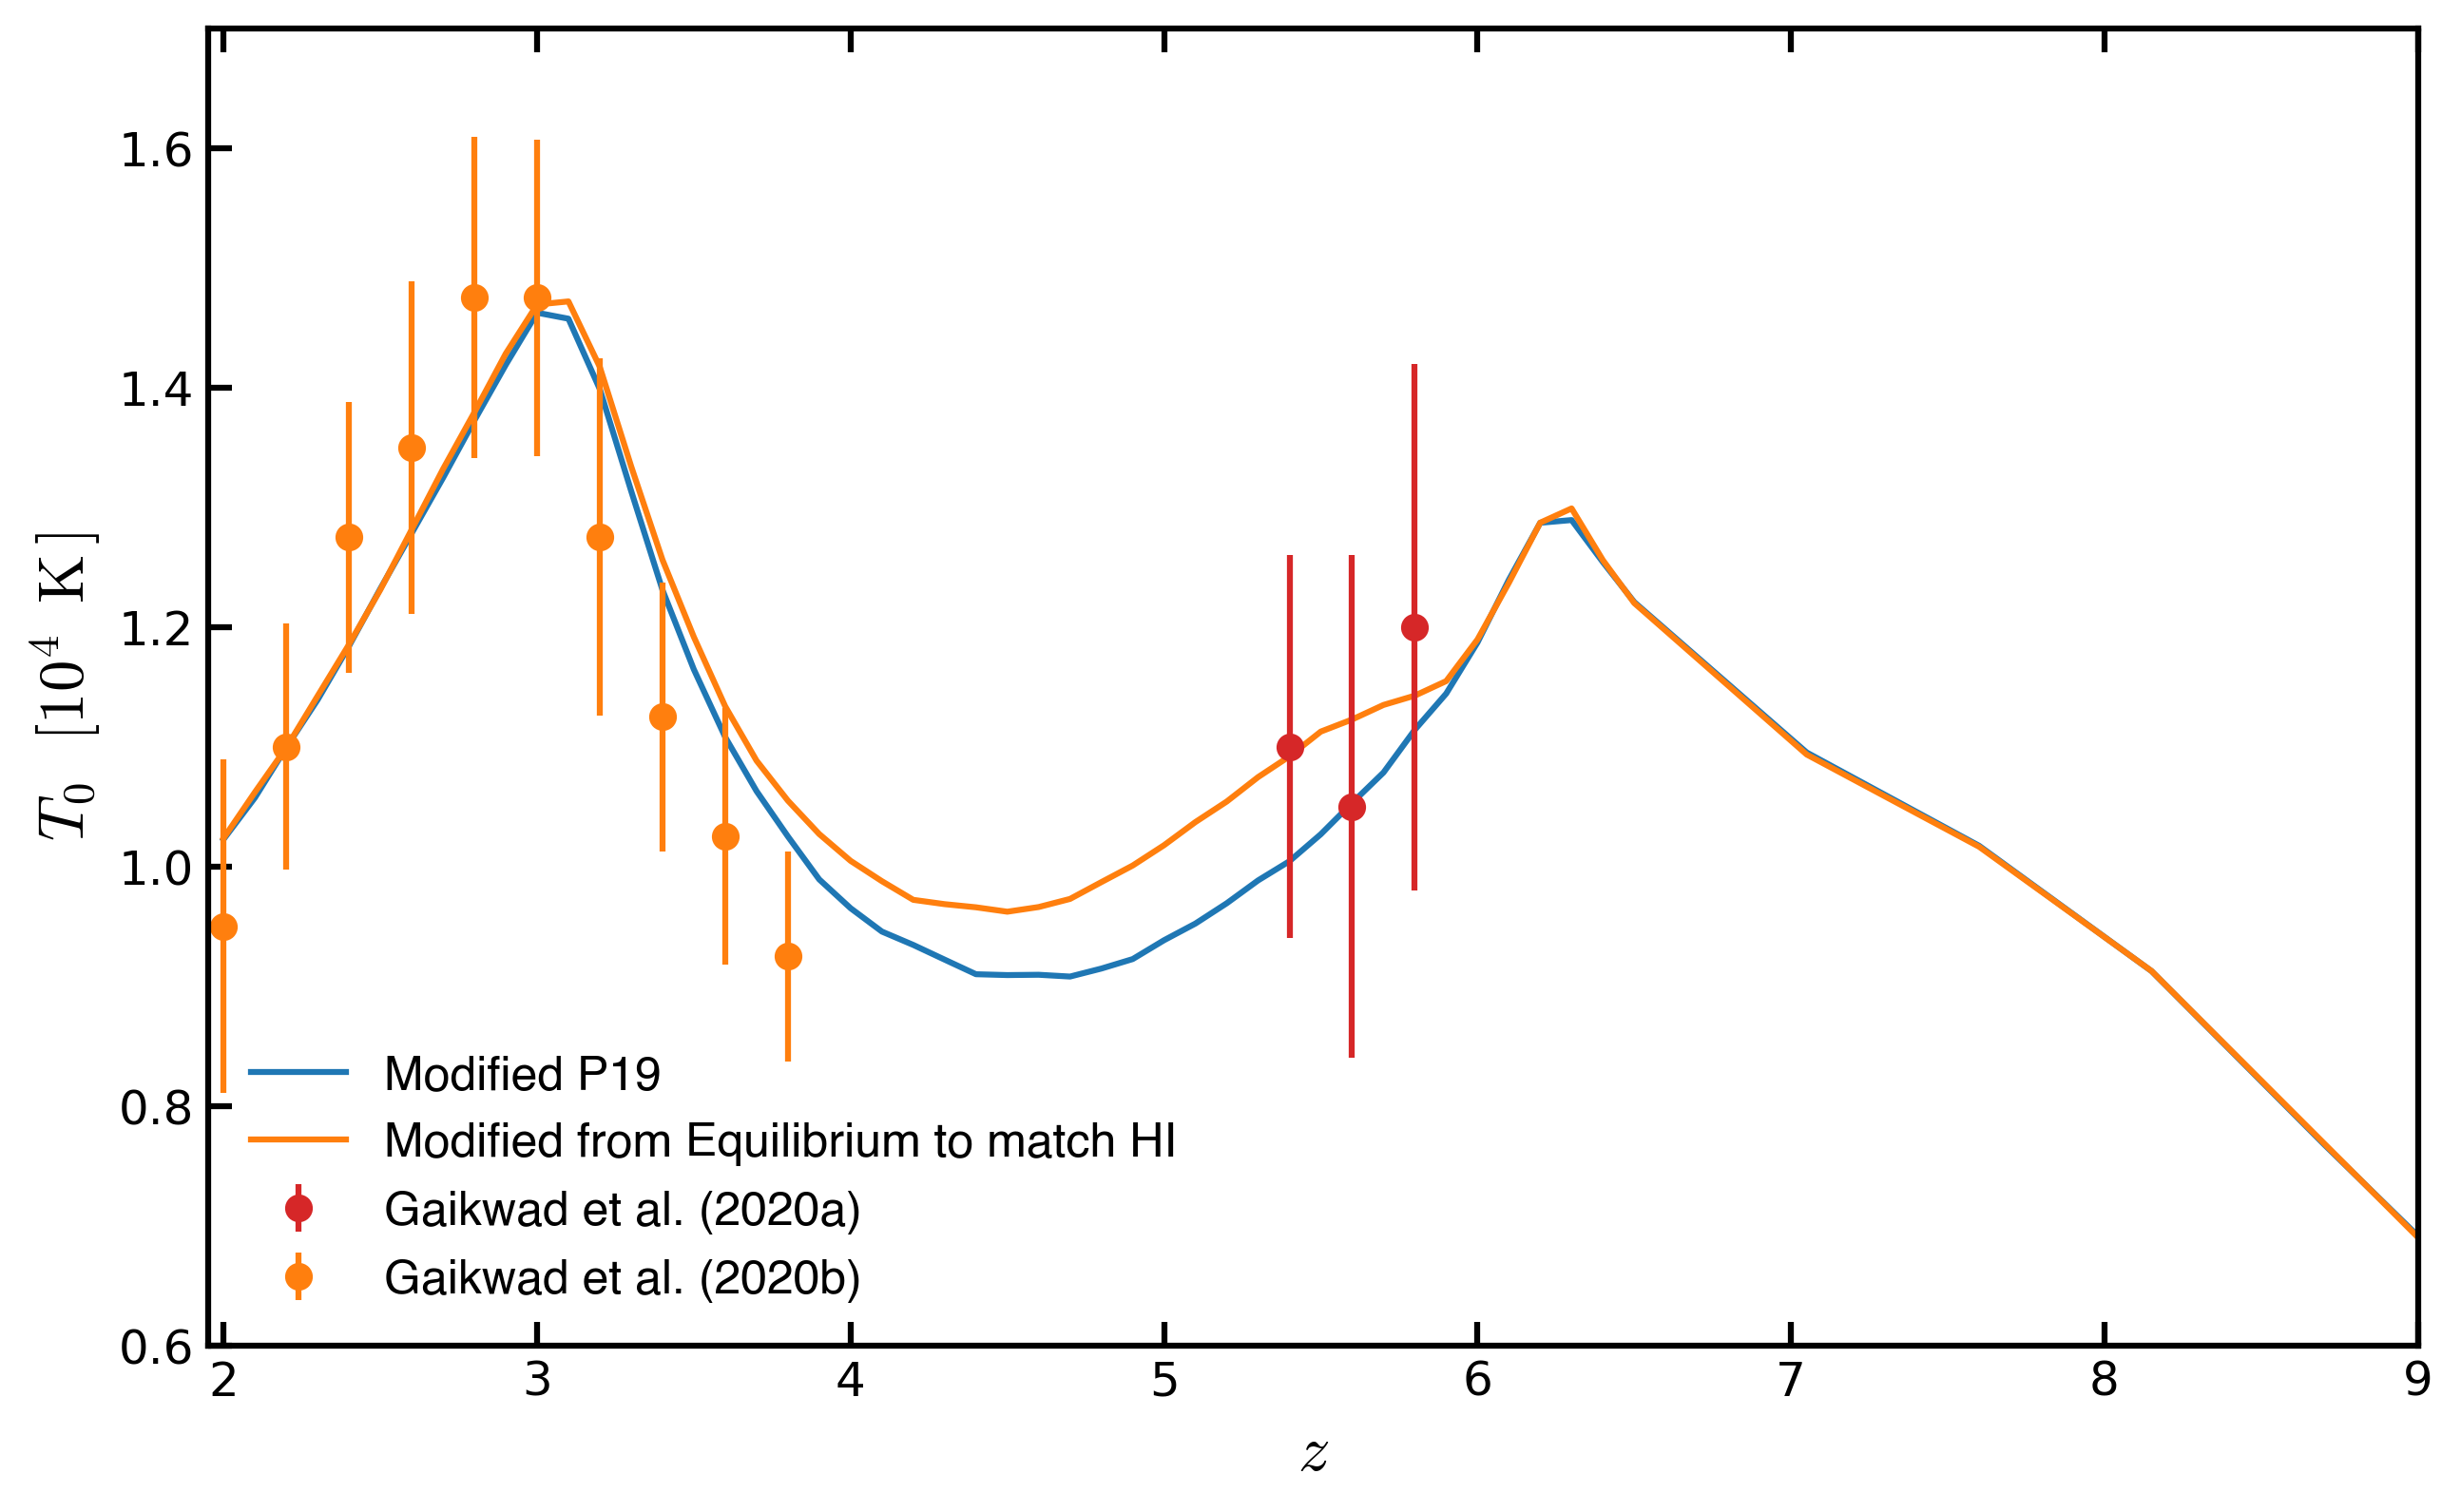 1.6
1.4
1.2
1.0
0.8
0.6
T0 [10^4 K]
Modified P19
Modified from Equilibrium to match HI
Gaikwad et al. (2020a)
Gaikwad et al. (2020b)
2 3 4 5 6 7 8 9
z